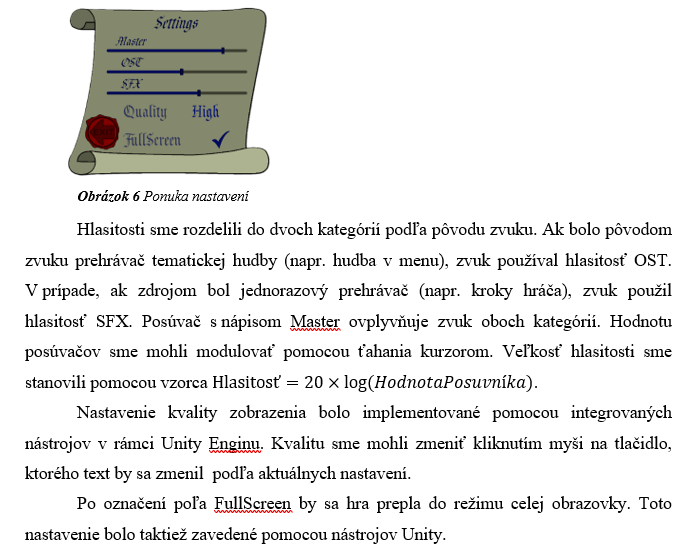 Settings
Master
OST
SFX
Quality High
FullScreen
Obrázok 6 Ponuka nastavení
Hlasitosti sme rozdelili do dvoch kategórií podľa pôvodu zvuku. Ak bolo pôvodom
zvuku prehrávač tematickej hudby (napr. hudba v menu), zvuk používal hlasitosť OST.
V prípade, ak zdrojom bol jednorazový prehrávač (napr. kroky hráča), zvuk použil
hlasitosť SFX. Posúvač s nápisom Master ovplyvňuje zvuk oboch kategórií. Hodnotu
posúvačov sme mohli modulovať pomocou ťahania kurzorom. Veľkosť hlasitosti sme
stanovili pomocou vzorca Hlasitosť = 20 × log(HodnotaPosuvníka).
Nastavenie kvality zobrazenia bolo implementované pomocou integrovaných
nástrojov v rámci Unity Enginu. Kvalitu sme mohli zmeniť kliknutím myši na tlačidlo,
ktorého text by sa zmenil  podľa aktuálnych nastavení.
Po označení poľa FullScreen by sa hra prepla do režimu celej obrazovky. Toto
nastavenie bolo taktiež zavedené pomocou nástrojov Unity.